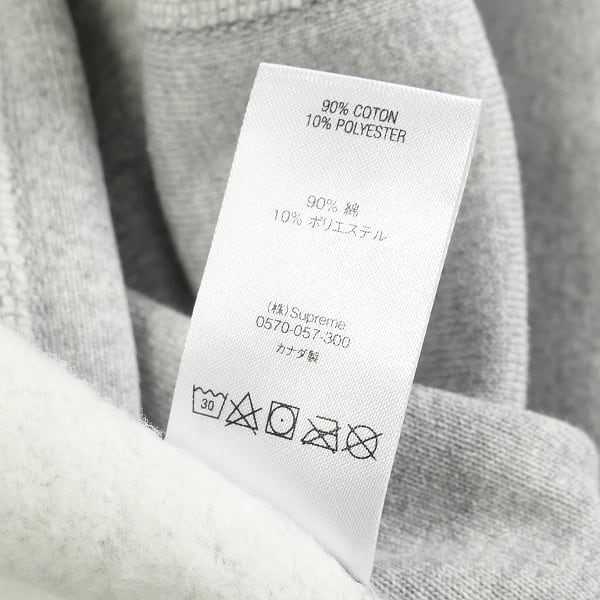 90% COTON
10% POLYESTER
90% 綿
10% ポリエステル
(株)Supreme
0570-057-300
カナダ製
30